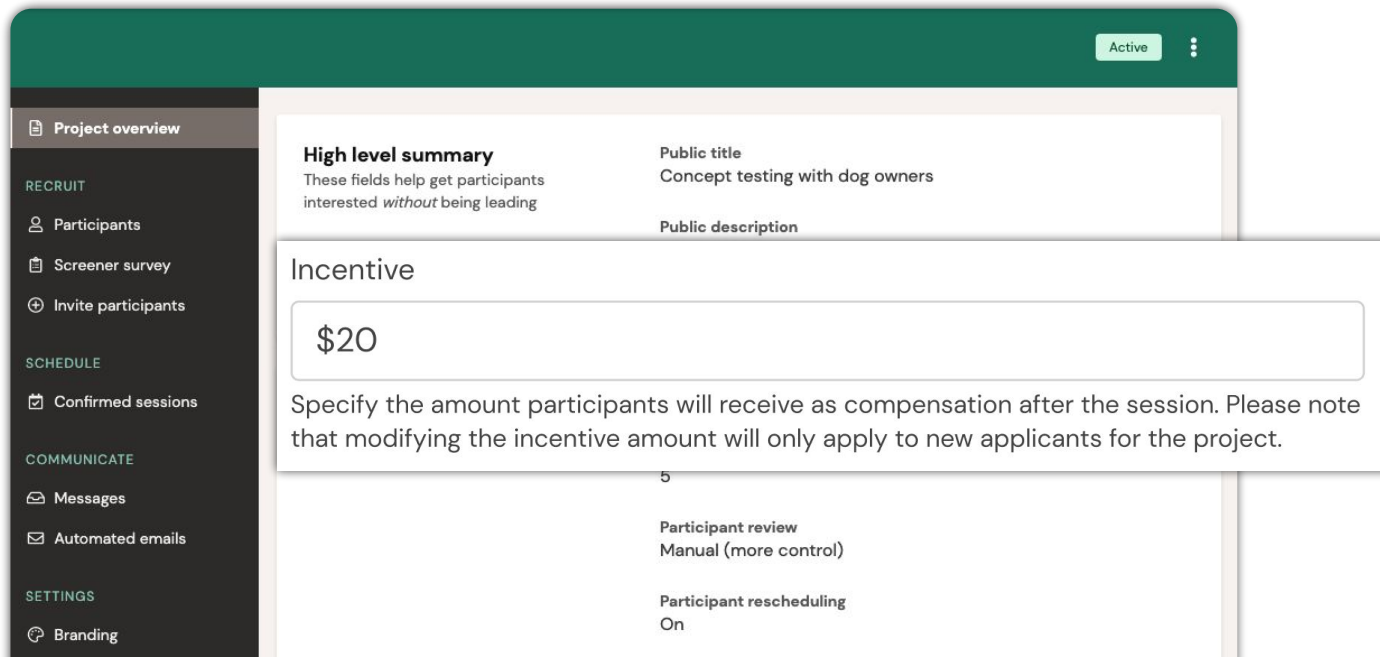 Active
Project overview
RECRUIT
Participants
Screener survey
Invite participants
SCHEDULE
Confirmed sessions
COMMUNICATE
Messages
Automated emails
SETTINGS
Branding
High level summary
These fields help get participants
interested without being leading
Public title
Concept testing with dog owners
Public description
Incentive
$20
Specify the amount participants will receive as compensation after the session. Please note
that modifying the incentive amount will only apply to new applicants for the project.
5
Participant review
Manual (more control)
Participant rescheduling
On